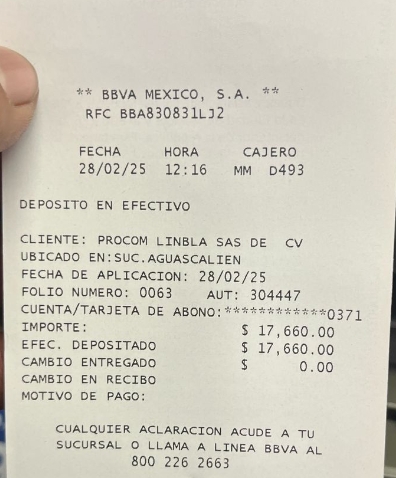 ** BBVA MEXICO, S.A. **
RFC BBA830831LJ2
FECHA HORA CAJERO
28/02/25 12:16 MM D493
DEPOSITO EN EFECTIVO
CLIENTE: PROCOM LINBLA SAS DE CV
UBICADO EN:SUC.AGUASCALIEN
FECHA DE APLICACION: 28/02/25
FOLIO NUMERO: 0063 AUT: 304447
CUENTA/TARJETA DE ABONO:************0371
IMPORTE: $ 17,660.00
EFEC. DEPOSITADO $ 17,660.00
CAMBIO ENTREGADO $ 0.00
CAMBIO EN RECIBO
MOTIVO DE PAGO:
CUALQUIER ACLARACION ACUDE A TU
SUCURSAL O LLAMA A LINEA BBVA AL
800 226 2663